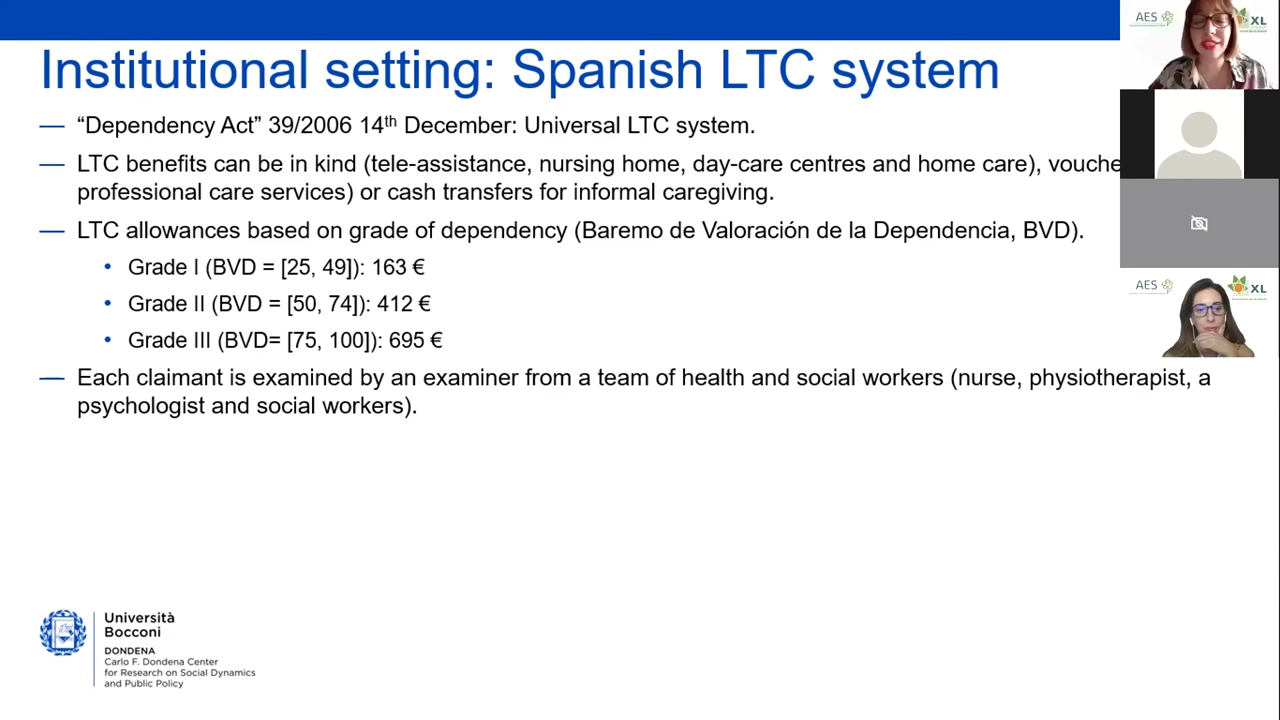 Institutional setting: Spanish LTC system
— “Dependency Act” 39/2006 14th December: Universal LTC system.
— LTC benefits can be in kind (tele-assistance, nursing home, day-care centres and home care),
professional care services) or cash transfers for informal caregiving.
— LTC allowances based on grade of dependency (Baremo de Valoración de la Dependencia, BVD).
• Grade I (BVD = [25, 49]): 163 €
• Grade II (BVD = [50, 74]): 412 €
• Grade III (BVD= [75, 100]): 695 €
— Each claimant is examined by an examiner from a team of health and social workers (nurse, physiotherapist, a
psychologist and social workers).
Università
Bocconi
DONDENA
Carlo F. Dondena Center
for Research on Social Dynamics
and Public Policy
AES
XL
AES
XL